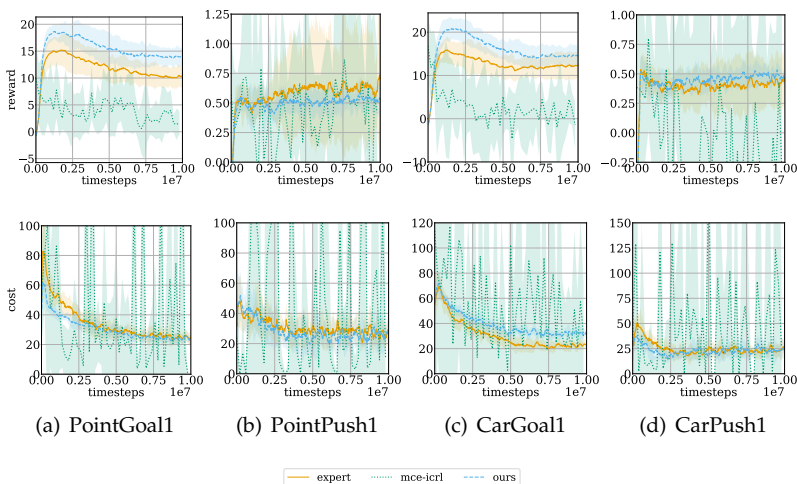 reward
20
15
10
5
0
−5
0.00 0.25 0.50 0.75 1.00
timesteps 1e7
1.25
1.00
0.75
0.50
0.25
0.00
0.00 0.25 0.50 0.75 1.00
timesteps 1e7
20
10
0
−10
0.00 0.25 0.50 0.75 1.00
timesteps 1e7
1.00
0.75
0.50
0.25
0.00
−0.25
0.00 0.25 0.50 0.75 1.00
timesteps 1e7
cost
100
80
60
40
20
0
0.00 0.25 0.50 0.75 1.00
timesteps 1e7
100
80
60
40
20
0
0.00 0.25 0.50 0.75 1.00
timesteps 1e7
120
100
80
60
40
20
0
0.00 0.25 0.50 0.75 1.00
timesteps 1e7
150
125
100
75
50
25
0
0.00 0.25 0.50 0.75 1.00
timesteps 1e7
(a) PointGoal1 (b) PointPush1 (c) CarGoal1 (d) CarPush1
expert mce-icrl ours